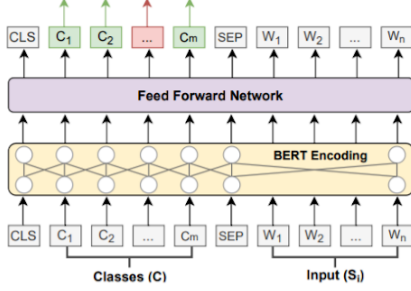 CLS C1 C2 ... Cm SEP W1 W2 ... Wn
Feed Forward Network
BERT Encoding
CLS C1 C2 ... Cm SEP W1 W2 ... Wn
Classes (C) Input (Si)